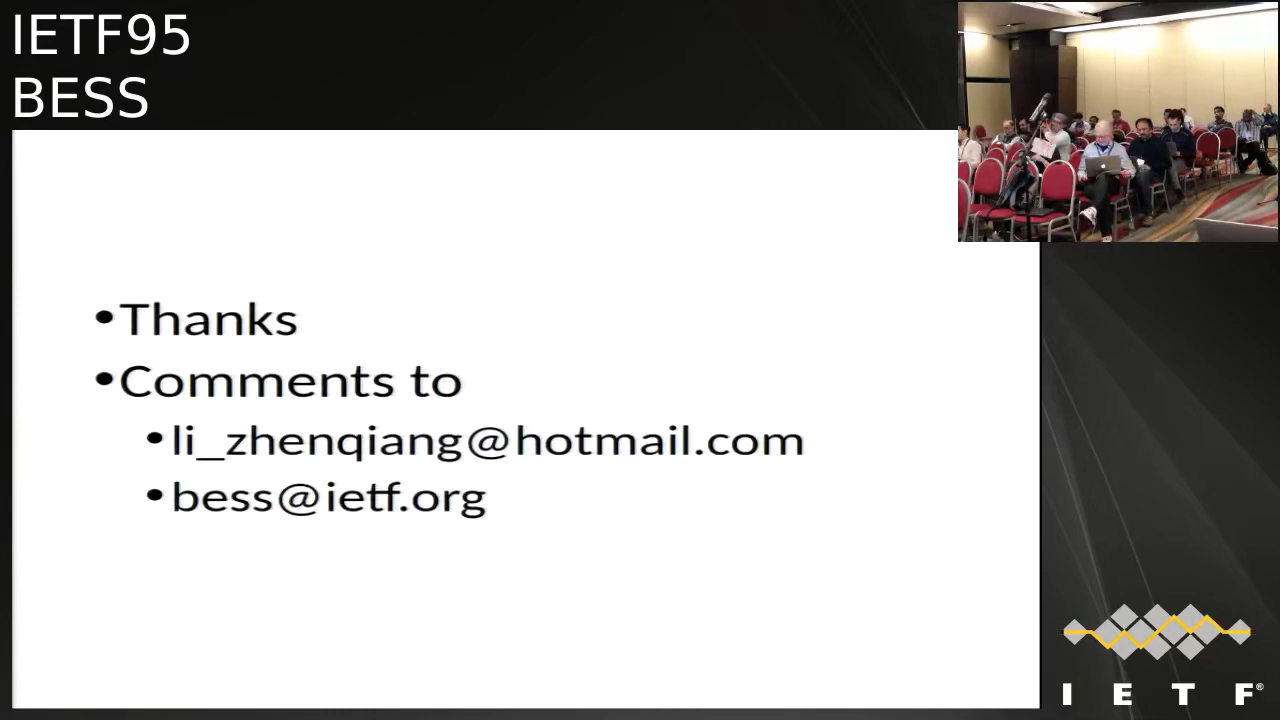 IETF95
BESS
•Thanks
•Comments to
•li_zhenqiang@hotmail.com
•bess@ietf.org
I E T F®